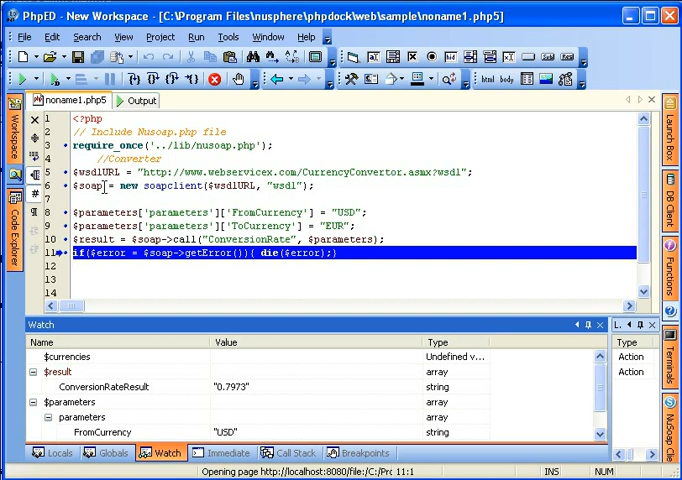 PhpED - New Workspace - [C:\Program Files\nusphere\phpdock\web\sample\noname1.php5]
File Edit Search View Project Run Tools Window Help
html body
noname1.php5 Output
Workspace
Code Explorer
1 <?php
2 // Include Nusoap.php file
3 require_once('../lib/nusoap.php');
4 //Converter
5 $wsdlURL = "http://www.webservicex.com/CurrencyConvertor.asmx?wsdl";
6 $soap = new soapclient($wsdlURL, "wsdl");
7
8 $parameters['parameters']['FromCurrency'] = "USD";
9 $parameters['parameters']['ToCurrency'] = "EUR";
10 $result = $soap->call("ConversionRate", $parameters);
11 if($error = $soap->getError()){ die($error);}
12
13
14
Launch Box
DB Client
Functions
Terminals
NuSoap Clie
Watch
L.
Name Value Type
Type
$currencies Undefined v...
Action
$result array
Action
ConversionRateResult "0.7973" string
$parameters array
parameters array
FromCurrency "USD" string
Locals Globals Watch Immediate Call Stack Breakpoints
Opening page http://localhost:8080/file:/C:/Prc 11:1 INS NUM